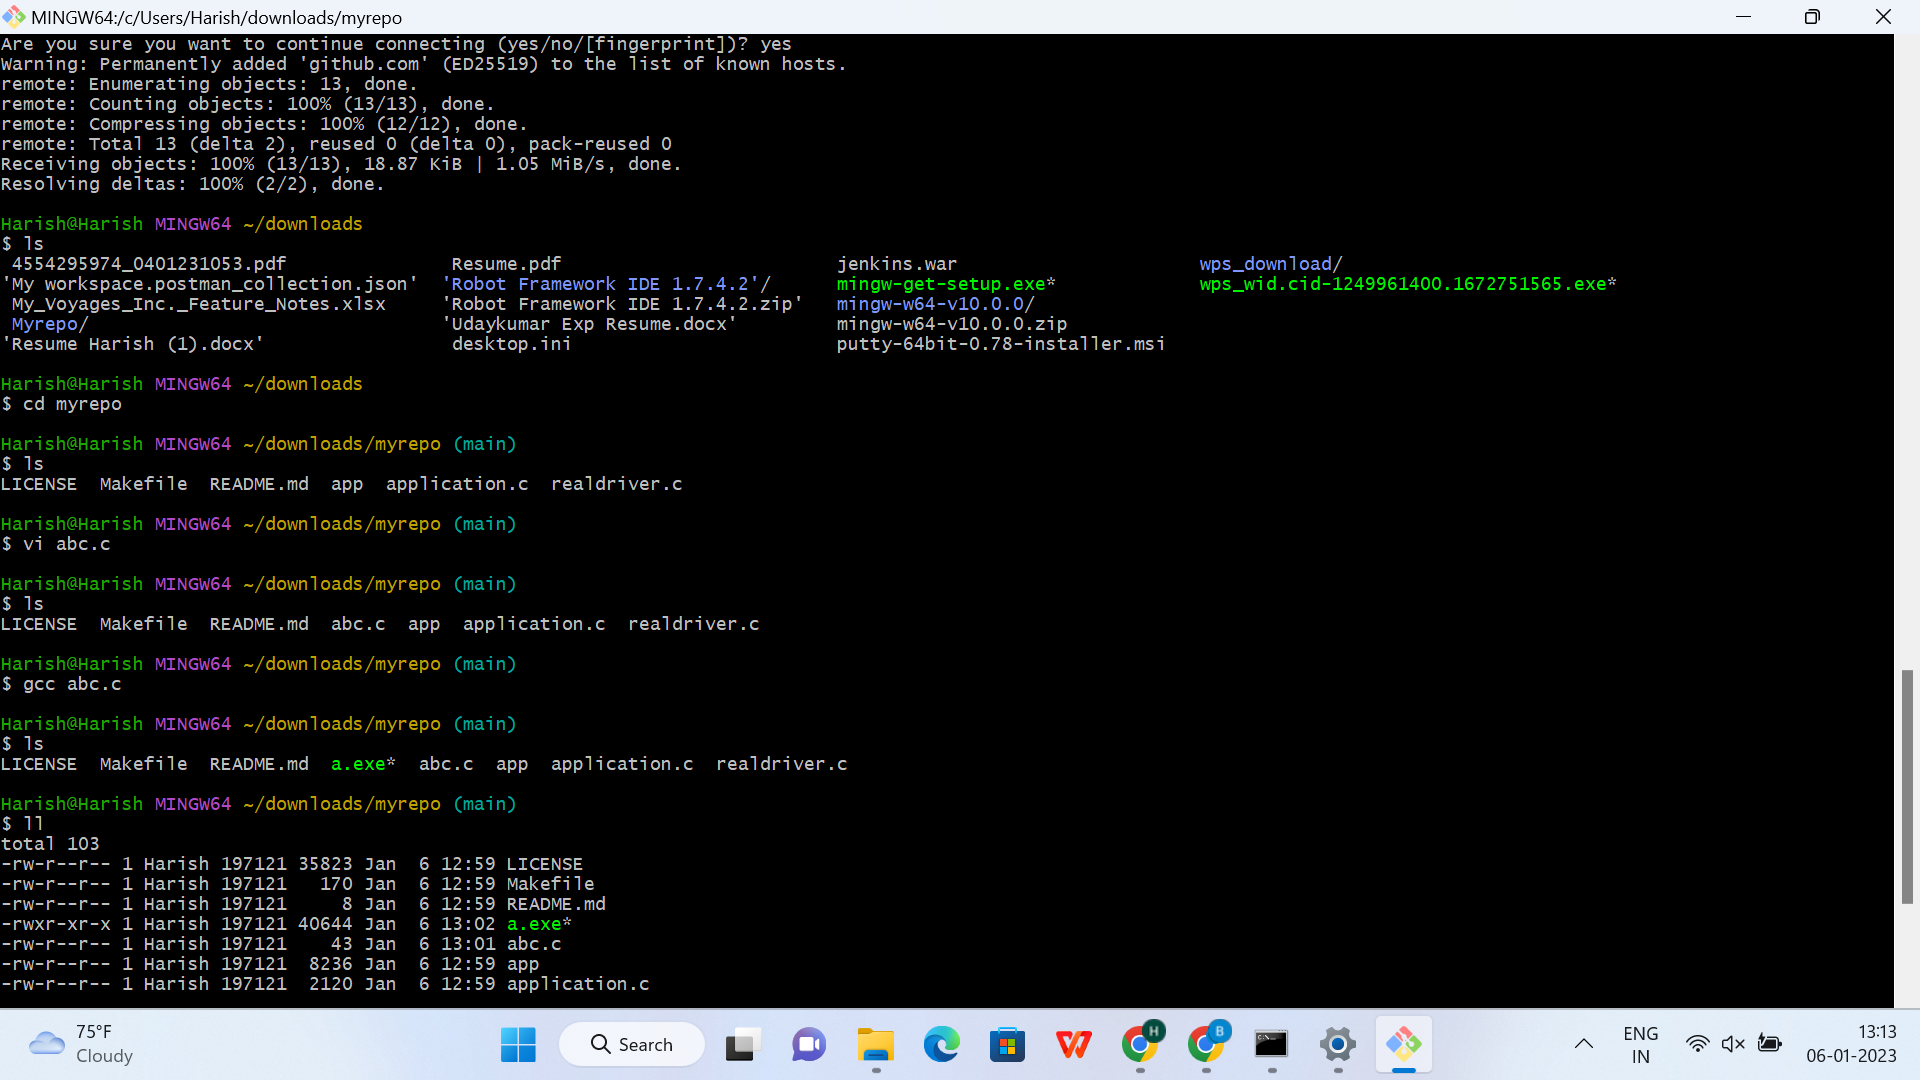 MINGW64:/c/Users/Harish/downloads/myrepo
Are you sure you want to continue connecting (yes/no/[fingerprint])? yes
Warning: Permanently added 'github.com' (ED25519) to the list of known hosts.
remote: Enumerating objects: 13, done.
remote: Counting objects: 100% (13/13), done.
remote: Compressing objects: 100% (12/12), done.
remote: Total 13 (delta 2), reused 0 (delta 0), pack-reused 0
Receiving objects: 100% (13/13), 18.87 KiB | 1.05 MiB/s, done.
Resolving deltas: 100% (2/2), done.
Harish@Harish MINGW64 ~/downloads
$ ls
4554295974_0401231053.pdf Resume.pdf jenkins.war wps_download/
'My workspace.postman_collection.json' 'Robot Framework IDE 1.7.4.2'/ mingw-get-setup.exe* wps_wid.cid-1249961400.1672751565.exe*
My_Voyages_Inc._Feature_Notes.xlsx 'Robot Framework IDE 1.7.4.2.zip' mingw-w64-v10.0.0/
Myrepo/ 'Udaykumar Exp Resume.docx' mingw-w64-v10.0.0.zip
'Resume Harish (1).docx' desktop.ini putty-64bit-0.78-installer.msi
Harish@Harish MINGW64 ~/downloads
$ cd myrepo
Harish@Harish MINGW64 ~/downloads/myrepo (main)
$ ls
LICENSE Makefile README.md app application.c realdriver.c
Harish@Harish MINGW64 ~/downloads/myrepo (main)
$ vi abc.c
Harish@Harish MINGW64 ~/downloads/myrepo (main)
$ ls
LICENSE Makefile README.md abc.c app application.c realdriver.c
Harish@Harish MINGW64 ~/downloads/myrepo (main)
$ gcc abc.c
Harish@Harish MINGW64 ~/downloads/myrepo (main)
$ ls
LICENSE Makefile README.md a.exe* abc.c app application.c realdriver.c
Harish@Harish MINGW64 ~/downloads/myrepo (main)
$ ll
total 103
-rw-r--r-- 1 Harish 197121 35823 Jan 6 12:59 LICENSE
-rw-r--r-- 1 Harish 197121 170 Jan 6 12:59 Makefile
-rw-r--r-- 1 Harish 197121 8 Jan 6 12:59 README.md
-rwxr-xr-x 1 Harish 197121 40644 Jan 6 13:02 a.exe*
-rw-r--r-- 1 Harish 197121 43 Jan 6 13:01 abc.c
-rw-r--r-- 1 Harish 197121 8236 Jan 6 12:59 app
-rw-r--r-- 1 Harish 197121 2120 Jan 6 12:59 application.c
75°F
Cloudy
Search
H
B
ENG
IN
13:13
06-01-2023